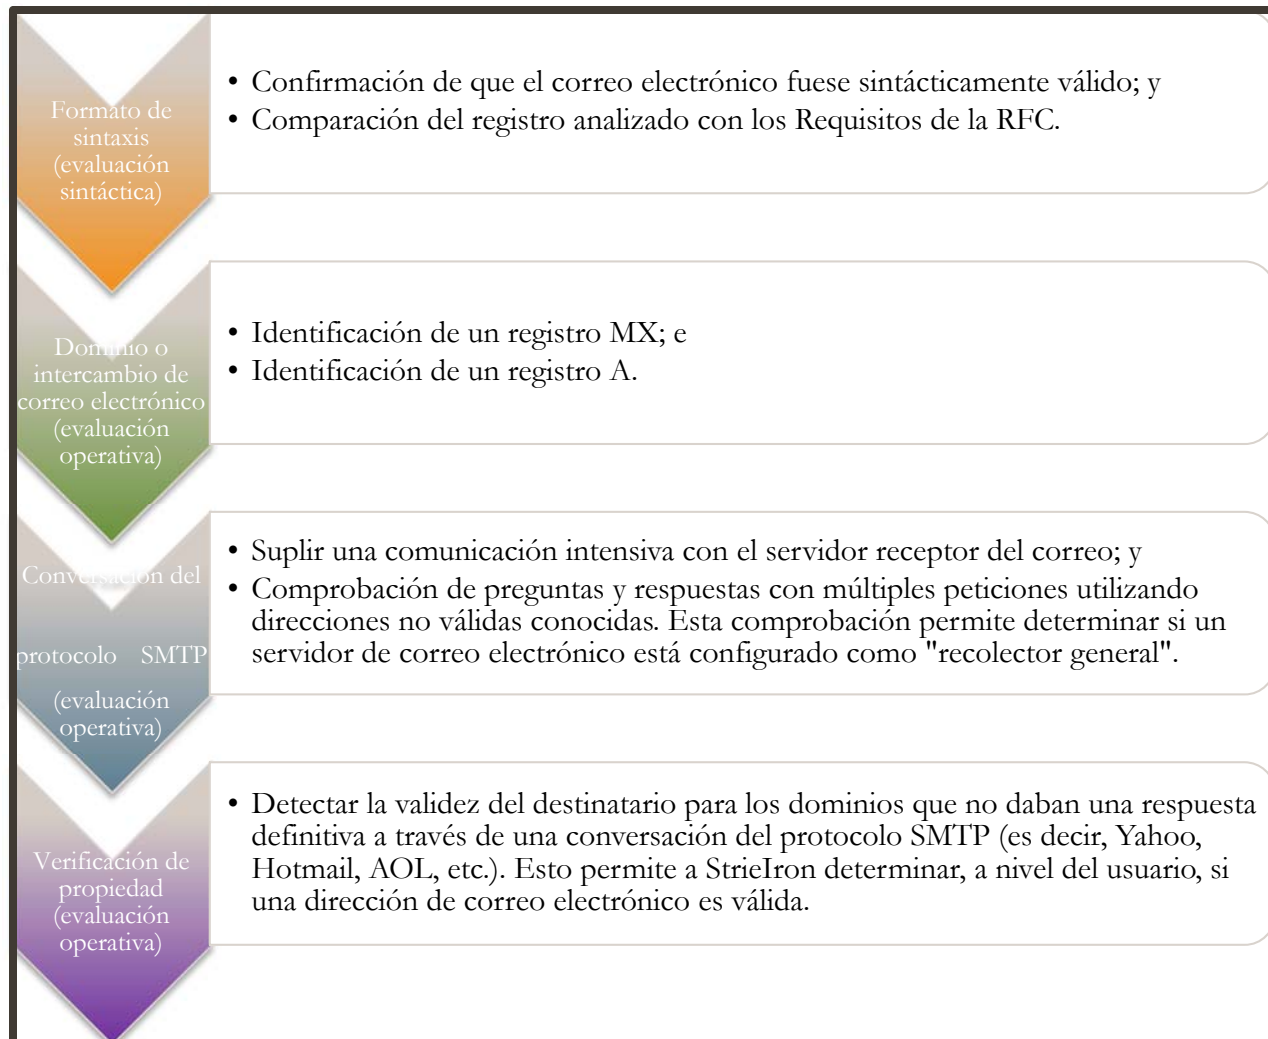 Formato de
sintaxis
(evaluación
sintáctica)
• Confirmación de que el correo electrónico fuese sintácticamente válido; y
• Comparación del registro analizado con los Requisitos de la RFC.
Dominio o
intercambio de
correo electrónico
(evaluación
operativa)
• Identificación de un registro MX; e
• Identificación de un registro A.
Conversación del
protocolo SMTP
(evaluación
operativa)
• Suplir una comunicación intensiva con el servidor receptor del correo; y
• Comprobación de preguntas y respuestas con múltiples peticiones utilizando
direcciones no válidas conocidas. Esta comprobación permite determinar si un
servidor de correo electrónico está configurado como "recolector general".
Verificación de
propiedad
(evaluación
operativa)
• Detectar la validez del destinatario para los dominios que no daban una respuesta
definitiva a través de una conversación del protocolo SMTP (es decir, Yahoo,
Hotmail, AOL, etc.). Esto permite a StrieIron determinar, a nivel del usuario, si
una dirección de correo electrónico es válida.